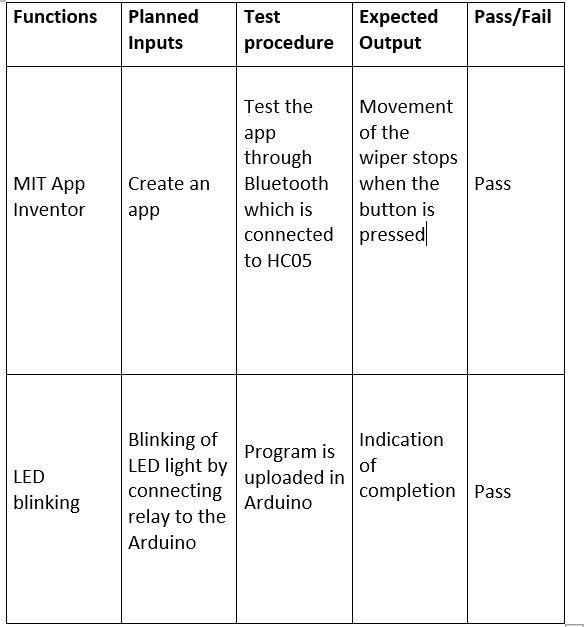 Functions
Planned
Inputs
Test
procedure
Expected
Output
Pass/Fail
MIT App
Inventor
Create an
app
Test the
app
through
Bluetooth
which is
connected
to HC05
Movement
of the
wiper stops
when the
button is
pressed
Pass
LED
blinking
Blinking of
LED light by
connecting
relay to the
Arduino
Program is
uploaded in
Arduino
Indication
of
completion
Pass